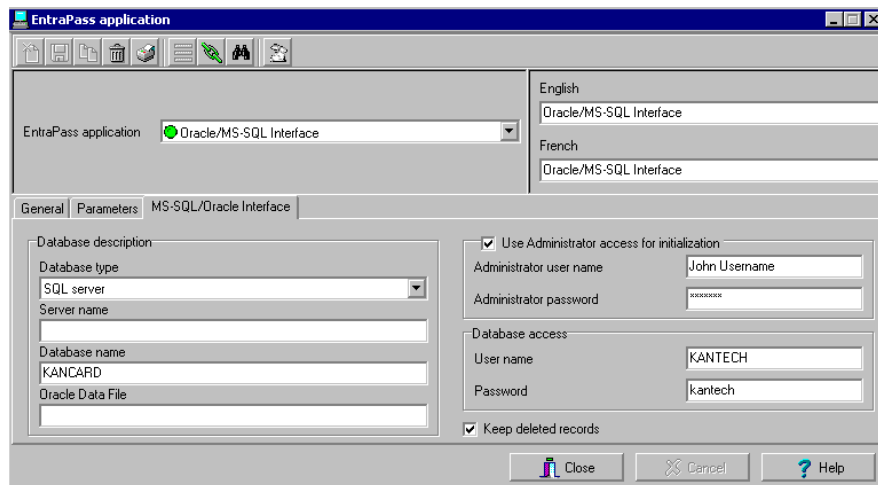 EntraPass application
English
Oracle/MS-SQL Interface
EntraPass application
Oracle/MS-SQL Interface
French
Oracle/MS-SQL Interface
General
Parameters
MS-SQL/Oracle Interface
Database description
Database type
SQL server
Server name
Database name
KANCARD
Oracle Data File
Use Administrator access for initialization
Administrator user name
John Username
Administrator password
×××××××
Database access
User name
KANTECH
Password
kantech
Keep deleted records
Close
Cancel
Help